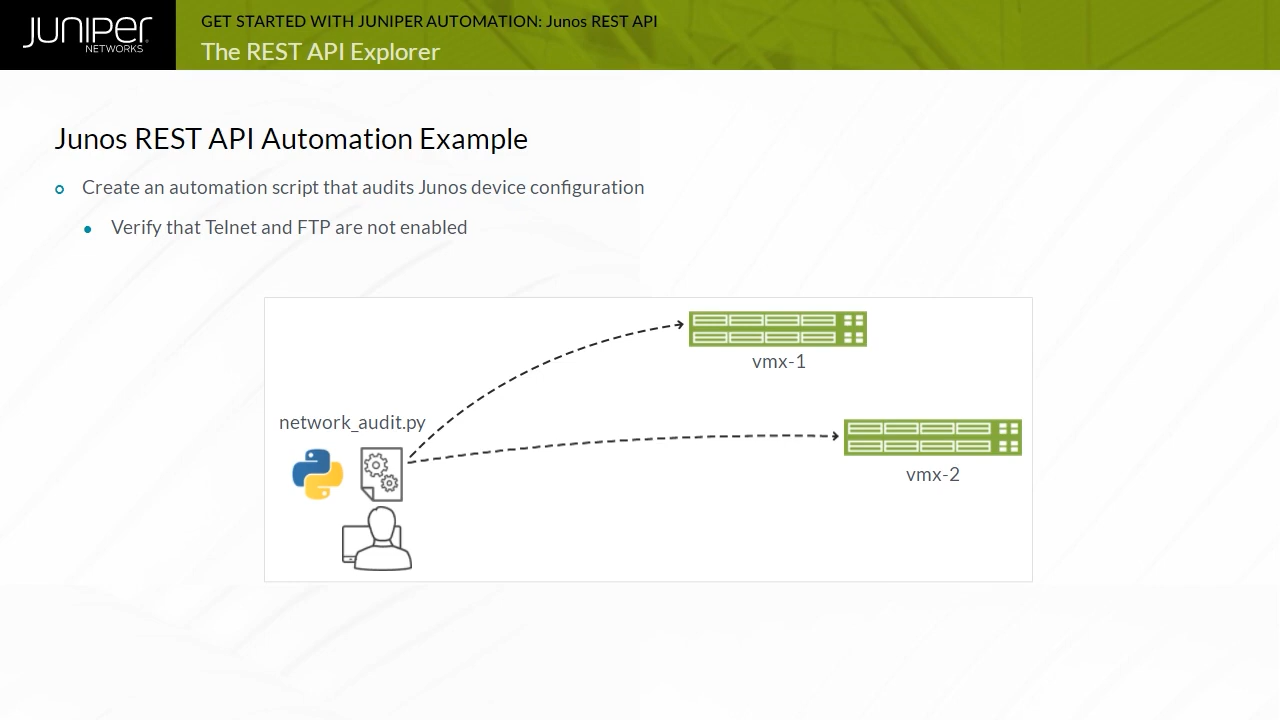 JUNIPEr
NETWORKS
GET STARTED WITH JUNIPER AUTOMATION: Junos REST API
The REST API Explorer
Junos REST API Automation Example
Create an automation script that audits Junos device configuration
Verify that Telnet and FTP are not enabled
vmx-1
network_audit.py
vmx-2